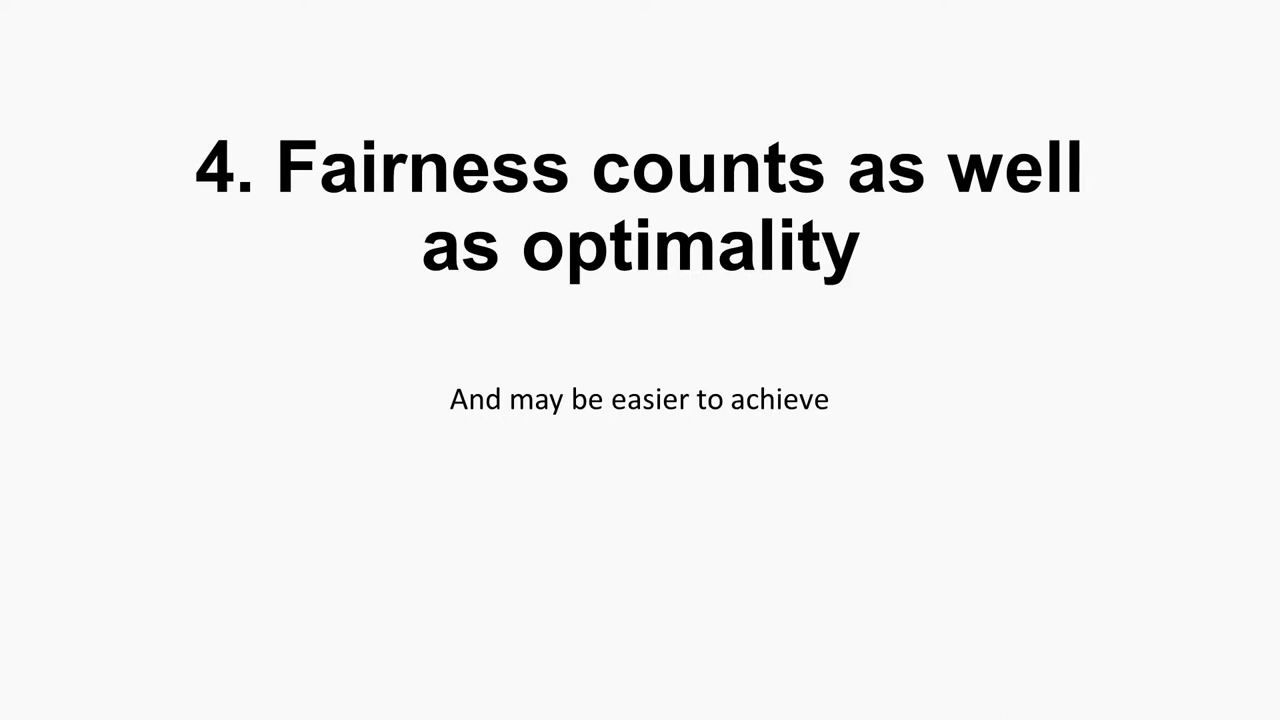 4. Fairness counts as well
as optimality
And may be easier to achieve